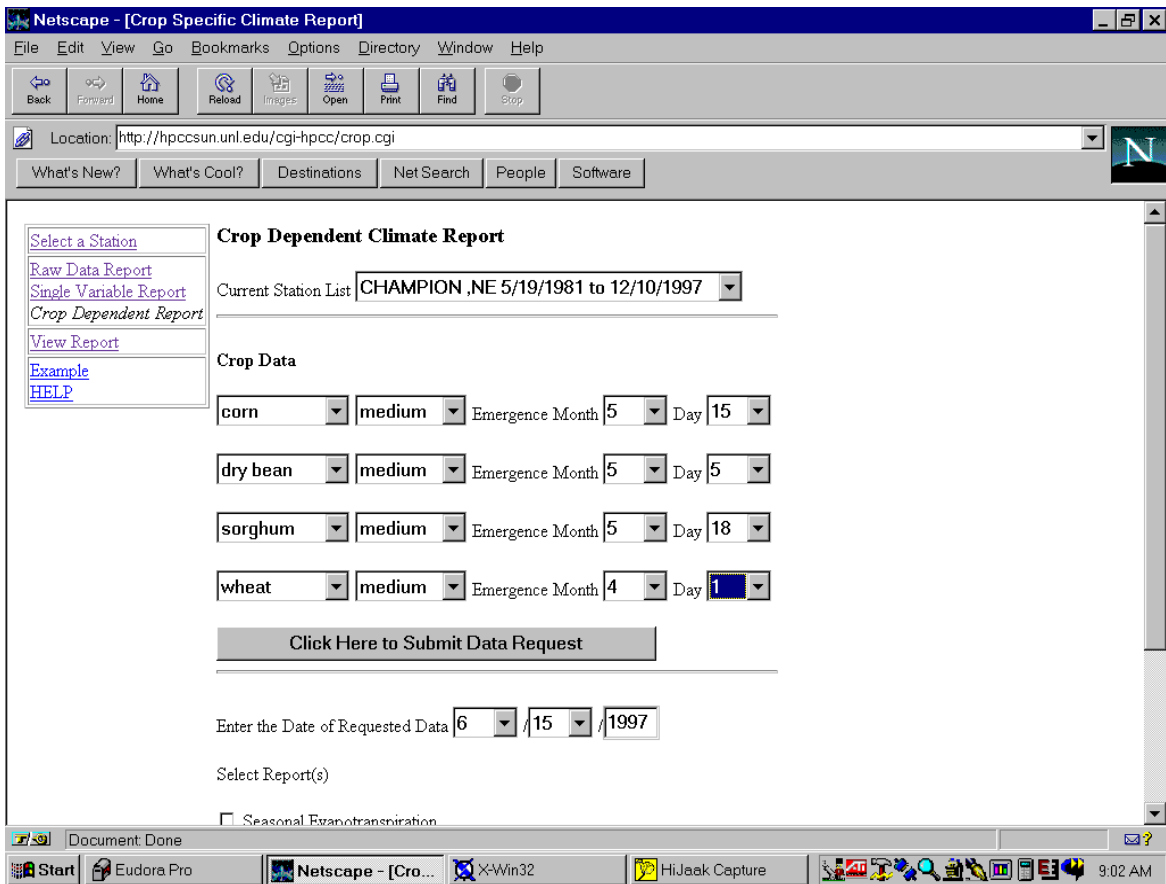 Netscape - [Crop Specific Climate Report]
File Edit View Go Bookmarks Options Directory Window Help
Back Forward Home Reload Images Open Print Find Stop
Location: http://hpccsun.unl.edu/cgi-hpcc/crop.cgi
N
What's New? What's Cool? Destinations Net Search People Software
Select a Station
Raw Data Report
Single Variable Report
Crop Dependent Report
View Report
Example
HELP
Crop Dependent Climate Report
Current Station List CHAMPION ,NE 5/19/1981 to 12/10/1997
Crop Data
corn medium Emergence Month 5 Day 15
dry bean medium Emergence Month 5 Day 5
sorghum medium Emergence Month 5 Day 18
wheat medium Emergence Month 4 Day 1
Click Here to Submit Data Request
Enter the Date of Requested Data 6 / 15 / 1997
Select Report(s)
Seasonal Evapotranspiration
Document: Done
Start Eudora Pro Netscape - [Cro... X-Win32 HiJaak Capture 9:02 AM